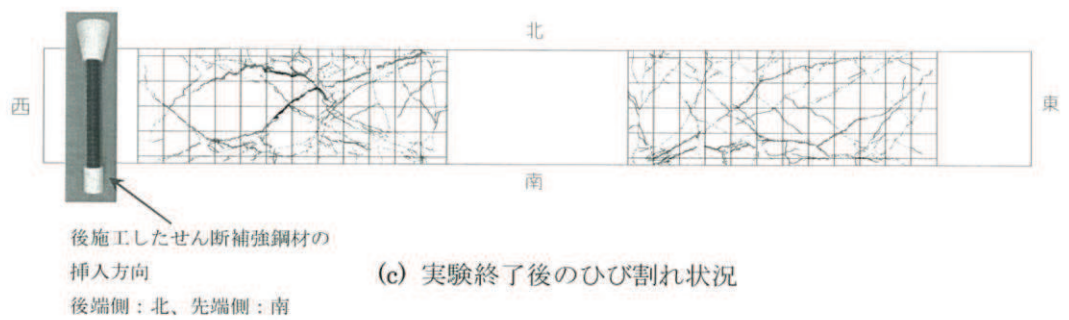 北
西
東
南
後施工したせん断補強鋼材の
挿入方向
後端側：北、先端側：南
(c) 実験終了後のひび割れ状況